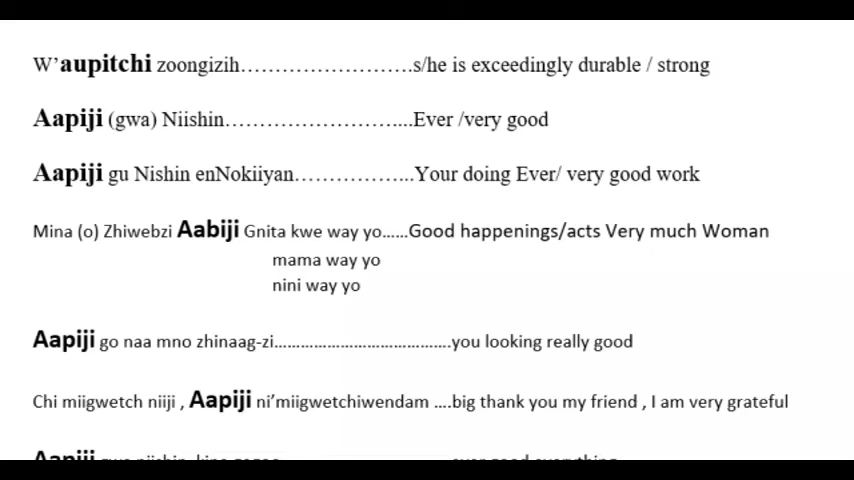 W’aupitchi zoongizih……………………..s/he is exceedingly durable / strong
Aapiji (gwa) Niishin…………………….…...Ever /very good
Aapiji gu Nishin enNokiiyan……………...Your doing Ever/ very good work
Mina (o) Zhiwebzi Aabiji Gnita kwe way yo……Good happenings/acts Very much Woman
mama way yo
nini way yo
Aapiji go naa mno zhinaag-zi………………………………….you looking really good
Chi miigwetch niiji , Aapiji ni’miigwetchiwendam ….big thank you my friend , I am very grateful
Aapiji